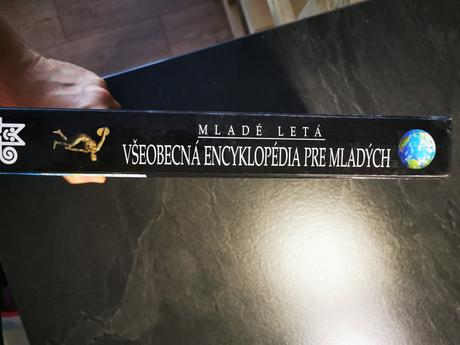 MLADÉ LETÁ
VŠEOBECNÁ ENCYKLOPÉDIA PRE MLADÝCH